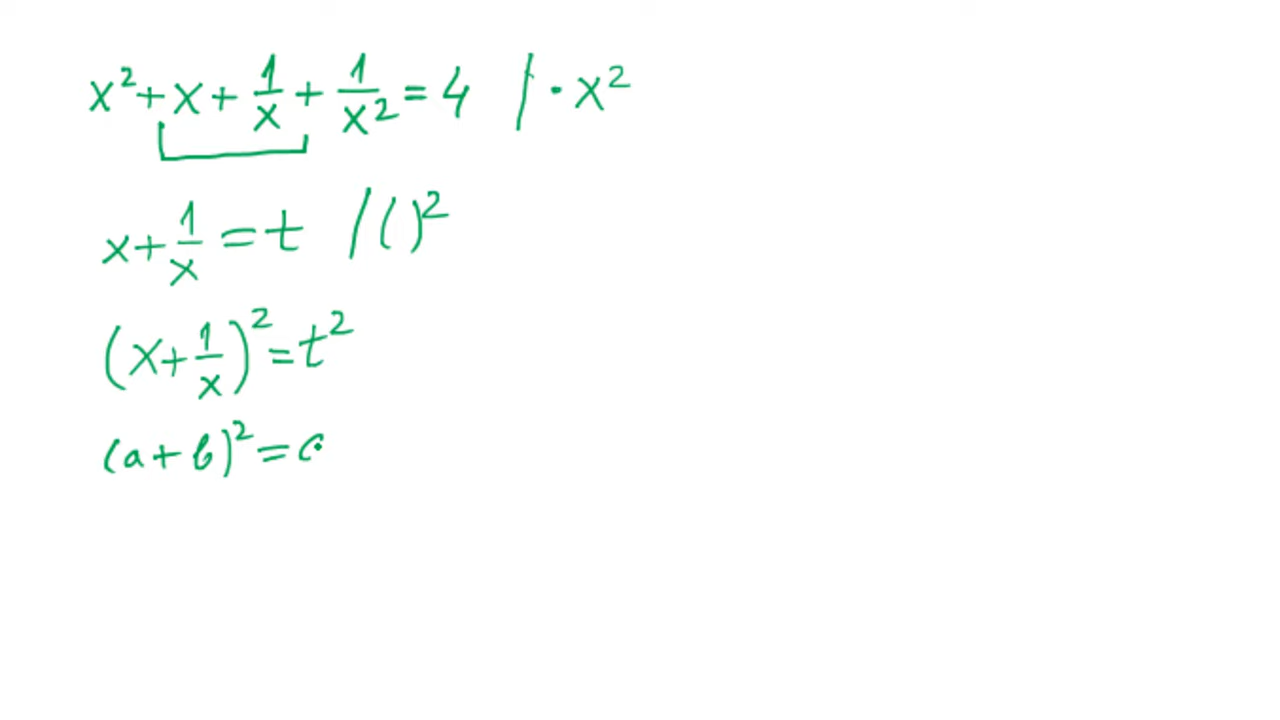 x² + x + 1/x + 1/x² = 4 / · x²
x + 1/x = t / ( )²
(x + 1/x)² = t²
(a + b)² =